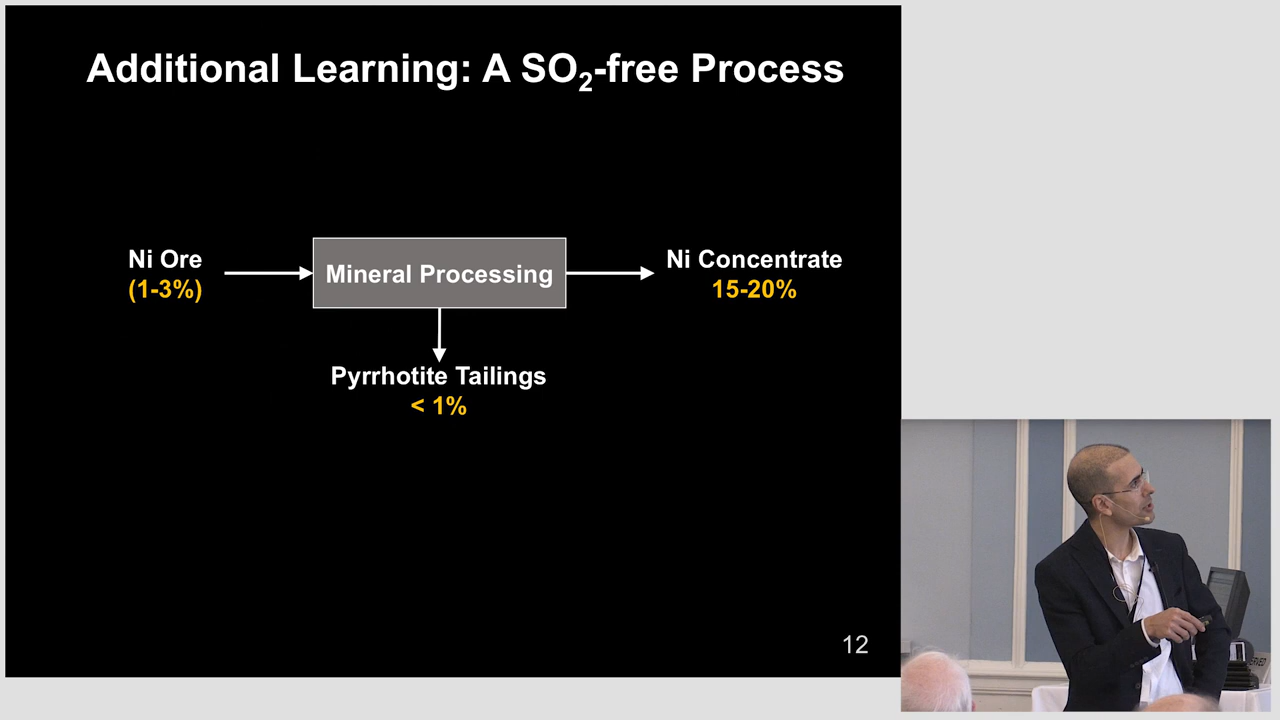 Additional Learning: A SO₂-free Process
Ni Ore
(1-3%)
Mineral Processing
Ni Concentrate
15-20%
Pyrrhotite Tailings
< 1%
12